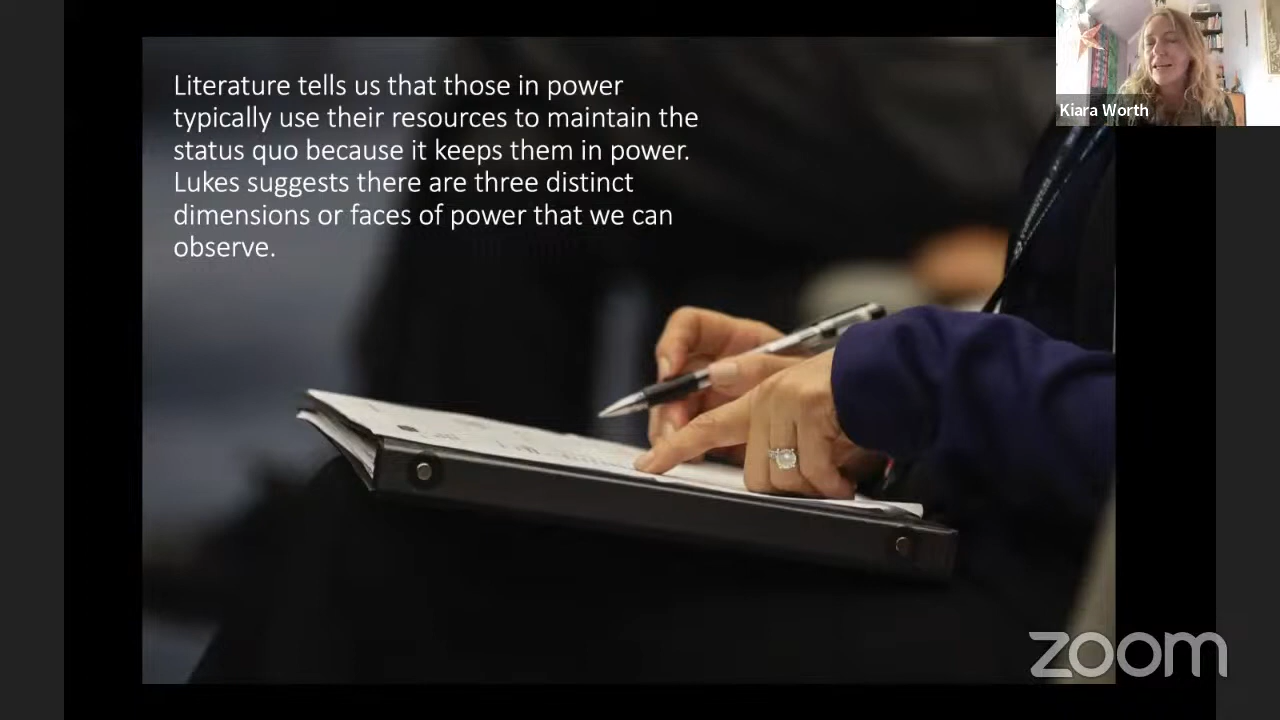 Literature tells us that those in power
typically use their resources to maintain the
status quo because it keeps them in power.
Lukes suggests there are three distinct
dimensions or faces of power that we can
observe.
Kiara Worth
zoom